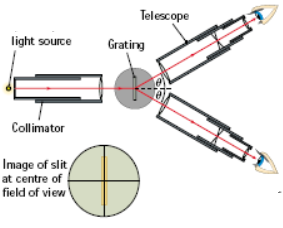 Telescope
light source
Grating
θ
θ
Collimator
Image of slit
at centre of
field of view